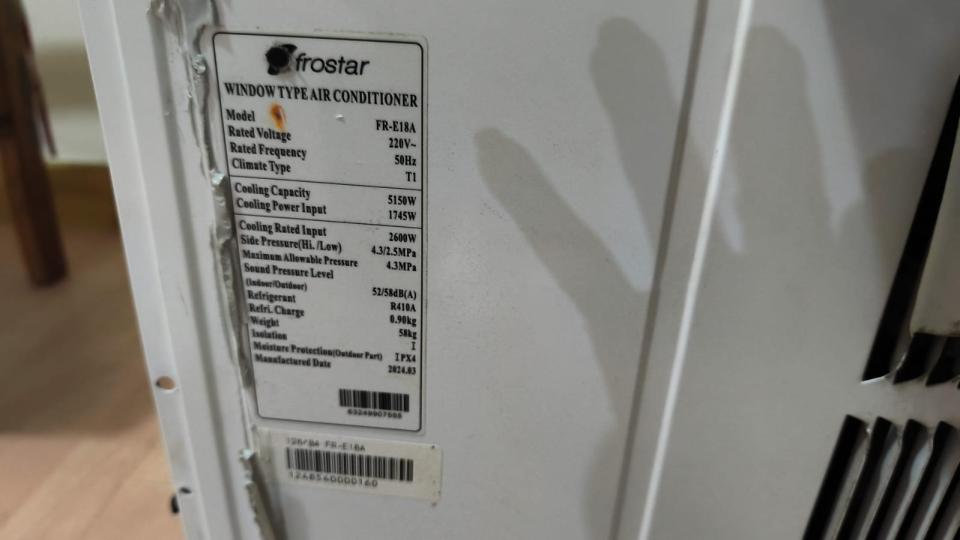 frostar
WINDOW TYPE AIR CONDITIONER
Model FR-E18A
Rated Voltage 220V~
Rated Frequency 50Hz
Climate Type T1
Cooling Capacity 5150W
Cooling Power Input 1745W
Cooling Rated Input 2600W
Side Pressure(Hi./Low) 4.3/2.5MPa
Maximum Allowable Pressure 4.3MPa
Sound Pressure Level
(Indoor/Outdoor) 52/58dB(A)
Refrigerant R410A
Refri. Charge 0.90kg
Weight 58kg
Isolation I
Moisture Protection(Outdoor Part) IPX4
Manufactured Date 2024.03
FR-E18A